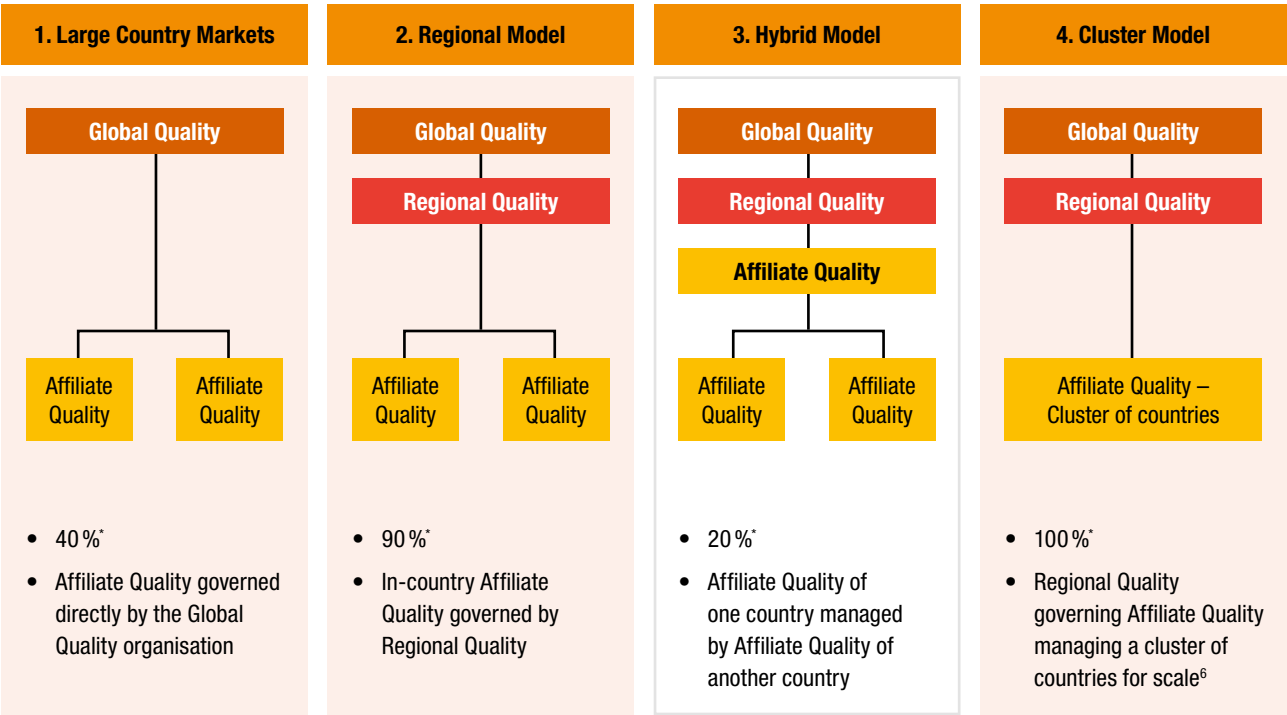 1. Large Country Markets
Global Quality
Affiliate
Quality
Affiliate
Quality
• 40 %*
• Affiliate Quality governed
directly by the Global
Quality organisation
2. Regional Model
Global Quality
Regional Quality
Affiliate
Quality
Affiliate
Quality
• 90 %*
• In-country Affiliate
Quality governed by
Regional Quality
3. Hybrid Model
Global Quality
Regional Quality
Affiliate Quality
Affiliate
Quality
Affiliate
Quality
• 20 %*
• Affiliate Quality of
one country managed
by Affiliate Quality of
another country
4. Cluster Model
Global Quality
Regional Quality
Affiliate Quality –
Cluster of countries
• 100 %*
• Regional Quality
governing Affiliate Quality
managing a cluster of
countries for scale⁶